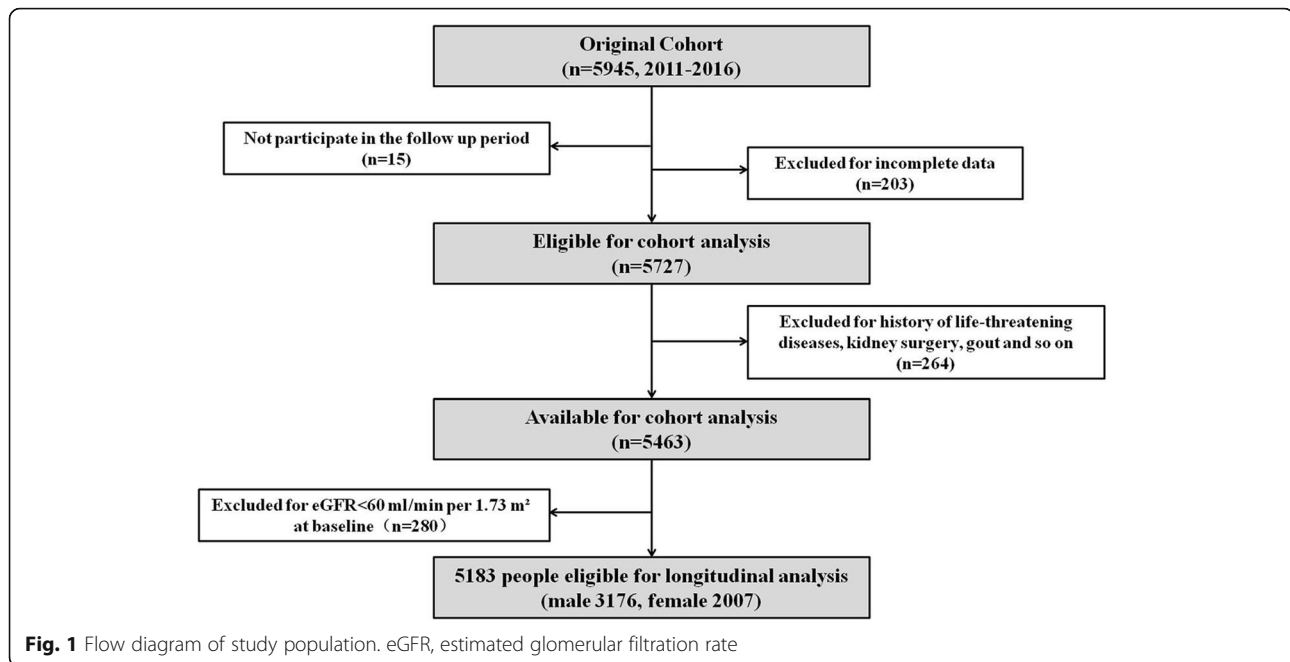 Original Cohort
(n=5945, 2011-2016)
Not participate in the follow up period
(n=15)
Excluded for incomplete data
(n=203)
Eligible for cohort analysis
(n=5727)
Excluded for history of life-threatening
diseases, kidney surgery, gout and so on
(n=264)
Available for cohort analysis
(n=5463)
Excluded for eGFR<60 ml/min per 1.73 m²
at baseline（n=280）
5183 people eligible for longitudinal analysis
(male 3176, female 2007)
Fig. 1 Flow diagram of study population. eGFR, estimated glomerular filtration rate